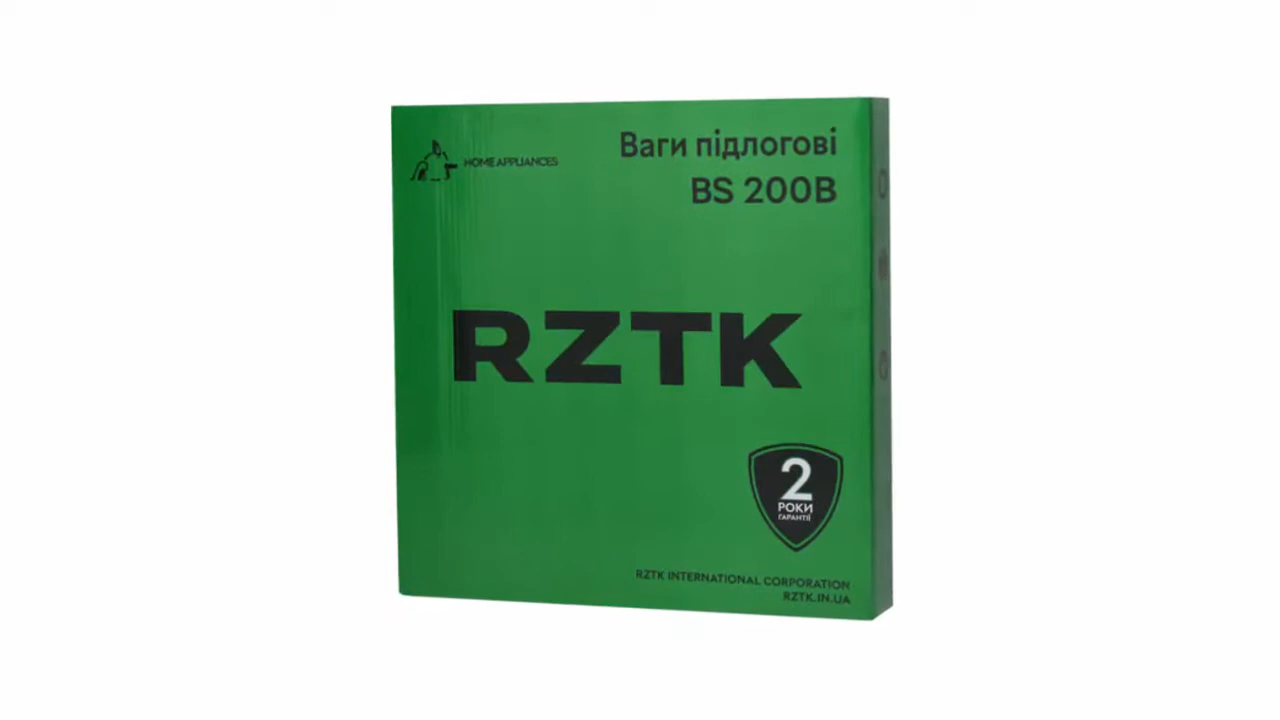 HOME APPLIANCES
Ваги підлогові
BS 200B
RZTK
2
РОКИ
ГАРАНТІЇ
RZTK INTERNATIONAL CORPORATION
RZTK.IN.UA